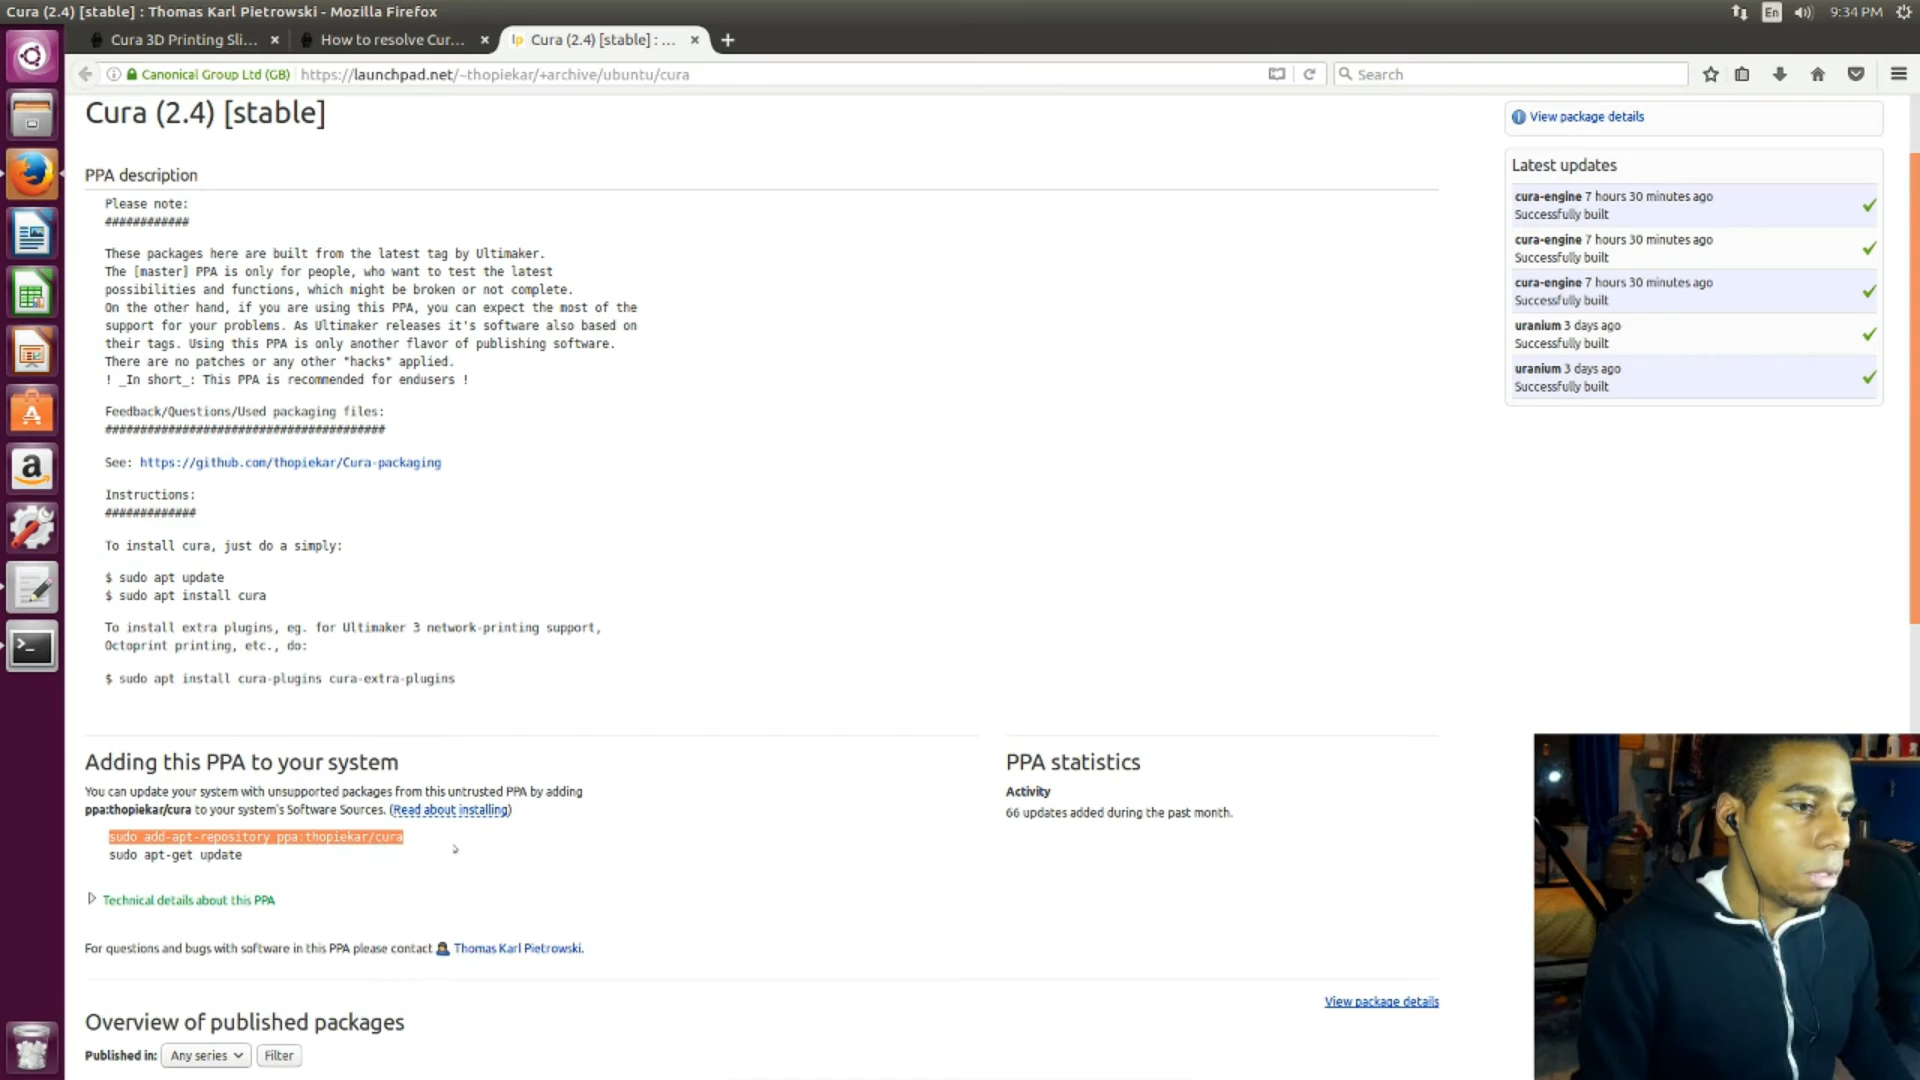 Cura (2.4) [stable] : Thomas Karl Pietrowski - Mozilla Firefox
En
9:34 PM
Cura 3D Printing Sli...
How to resolve Cur...
lp Cura (2.4) [stable] : ...
Canonical Group Ltd (GB)
https://launchpad.net/~thopiekar/+archive/ubuntu/cura
Search
Cura (2.4) [stable]
PPA description
Please note:
############
These packages here are built from the latest tag by Ultimaker.
The [master] PPA is only for people, who want to test the latest
possibilities and functions, which might be broken or not complete.
On the other hand, if you are using this PPA, you can expect the most of the
support for your problems. As Ultimaker releases it's software also based on
their tags. Using this PPA is only another flavor of publishing software.
There are no patches or any other "hacks" applied.
! _In short_: This PPA is recommended for endusers !
Feedback/Questions/Used packaging files:
########################################
See: https://github.com/thopiekar/Cura-packaging
Instructions:
#############
To install cura, just do a simply:
$ sudo apt update
$ sudo apt install cura
To install extra plugins, eg. for Ultimaker 3 network-printing support,
Octoprint printing, etc., do:
$ sudo apt install cura-plugins cura-extra-plugins
View package details
Latest updates
cura-engine 7 hours 30 minutes ago
Successfully built
cura-engine 7 hours 30 minutes ago
Successfully built
cura-engine 7 hours 30 minutes ago
Successfully built
uranium 3 days ago
Successfully built
uranium 3 days ago
Successfully built
Adding this PPA to your system
You can update your system with unsupported packages from this untrusted PPA by adding
ppa:thopiekar/cura to your system's Software Sources. (Read about installing)
sudo add-apt-repository ppa:thopiekar/cura
sudo apt-get update
Technical details about this PPA
For questions and bugs with software in this PPA please contact Thomas Karl Pietrowski.
PPA statistics
Activity
66 updates added during the past month.
View package details
Overview of published packages
Published in: Any series Filter